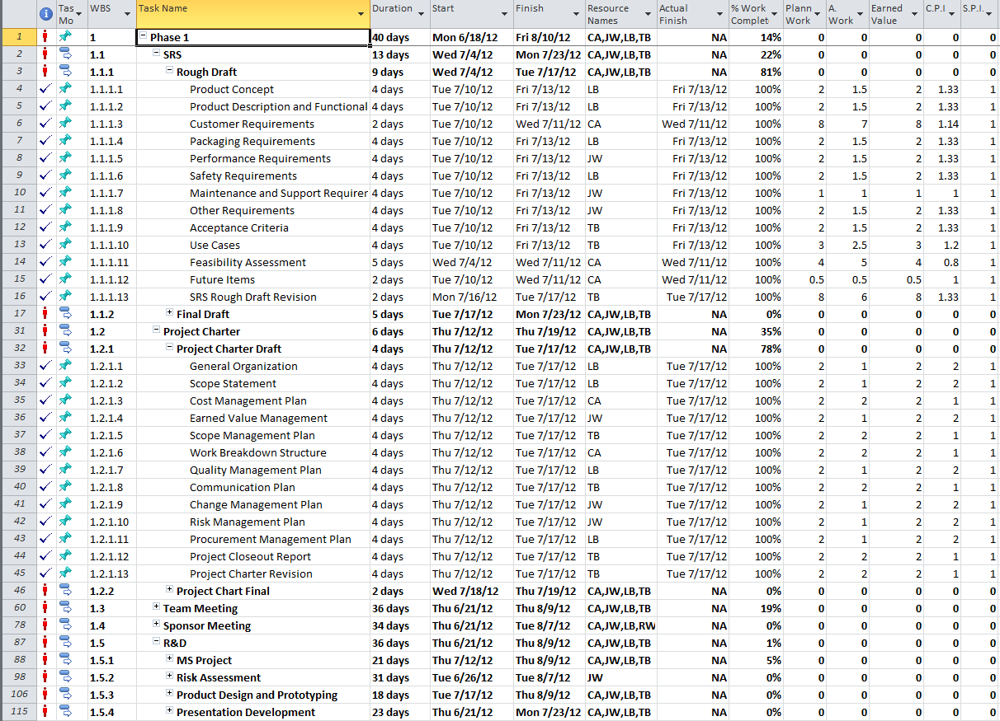 Tas Mo WBS Task Name Duration Start Finish Resource Names Actual Finish % Work Complet Plann Work A. Work Earned Value C.P.I S.P.I.
1 1 Phase 1 40 days Mon 6/18/12 Fri 8/10/12 CA,JW,LB,TB NA 14% 0 0 0 0 0
2 1.1 SRS 13 days Wed 7/4/12 Mon 7/23/12 CA,JW,LB,TB NA 22% 0 0 0 0 0
3 1.1.1 Rough Draft 9 days Wed 7/4/12 Tue 7/17/12 CA,JW,LB,TB NA 81% 0 0 0 0 0
4 1.1.1.1 Product Concept 4 days Tue 7/10/12 Fri 7/13/12 LB Fri 7/13/12 100% 2 1.5 2 1.33 1
5 1.1.1.2 Product Description and Functional 4 days Tue 7/10/12 Fri 7/13/12 LB Fri 7/13/12 100% 2 1.5 2 1.33 1
6 1.1.1.3 Customer Requirements 2 days Tue 7/10/12 Wed 7/11/12 CA Wed 7/11/12 100% 8 7 8 1.14 1
7 1.1.1.4 Packaging Requirements 4 days Tue 7/10/12 Fri 7/13/12 LB Fri 7/13/12 100% 2 1.5 2 1.33 1
8 1.1.1.5 Performance Requirements 4 days Tue 7/10/12 Fri 7/13/12 JW Fri 7/13/12 100% 2 1.5 2 1.33 1
9 1.1.1.6 Safety Requirements 4 days Tue 7/10/12 Fri 7/13/12 LB Fri 7/13/12 100% 2 1.5 2 1.33 1
10 1.1.1.7 Maintenance and Support Requirer 4 days Tue 7/10/12 Fri 7/13/12 JW Fri 7/13/12 100% 1 1 1 1 1
11 1.1.1.8 Other Requirements 4 days Tue 7/10/12 Fri 7/13/12 JW Fri 7/13/12 100% 2 1.5 2 1.33 1
12 1.1.1.9 Acceptance Criteria 4 days Tue 7/10/12 Fri 7/13/12 TB Fri 7/13/12 100% 2 1.5 2 1.33 1
13 1.1.1.10 Use Cases 4 days Tue 7/10/12 Fri 7/13/12 TB Fri 7/13/12 100% 3 2.5 3 1.2 1
14 1.1.1.11 Feasibility Assessment 5 days Wed 7/4/12 Wed 7/11/12 CA Wed 7/11/12 100% 4 5 4 0.8 1
15 1.1.1.12 Future Items 2 days Tue 7/10/12 Wed 7/11/12 CA Wed 7/11/12 100% 0.5 0.5 0.5 1 1
16 1.1.1.13 SRS Rough Draft Revision 2 days Mon 7/16/12 Tue 7/17/12 TB Tue 7/17/12 100% 8 6 8 1.33 1
17 1.1.2 Final Draft 5 days Tue 7/17/12 Mon 7/23/12 CA,JW,LB,TB NA 0% 0 0 0 0 0
31 1.2 Project Charter 6 days Thu 7/12/12 Thu 7/19/12 CA,JW,LB,TB NA 35% 0 0 0 0 0
32 1.2.1 Project Charter Draft 4 days Thu 7/12/12 Tue 7/17/12 CA,JW,LB,TB NA 78% 0 0 0 0 0
33 1.2.1.1 General Organization 4 days Thu 7/12/12 Tue 7/17/12 LB Tue 7/17/12 100% 2 1 2 2 1
34 1.2.1.2 Scope Statement 4 days Thu 7/12/12 Tue 7/17/12 LB Tue 7/17/12 100% 2 1 2 2 1
35 1.2.1.3 Cost Management Plan 4 days Thu 7/12/12 Tue 7/17/12 CA Tue 7/17/12 100% 2 2 2 1 1
36 1.2.1.4 Earned Value Management 4 days Thu 7/12/12 Tue 7/17/12 JW Tue 7/17/12 100% 2 1 2 2 1
37 1.2.1.5 Scope Management Plan 4 days Thu 7/12/12 Tue 7/17/12 TB Tue 7/17/12 100% 2 2 2 1 1
38 1.2.1.6 Work Breakdown Structure 4 days Thu 7/12/12 Tue 7/17/12 CA Tue 7/17/12 100% 2 2 2 1 1
39 1.2.1.7 Quality Management Plan 4 days Thu 7/12/12 Tue 7/17/12 LB Tue 7/17/12 100% 2 1 2 2 1
40 1.2.1.8 Communication Plan 4 days Thu 7/12/12 Tue 7/17/12 TB Tue 7/17/12 100% 2 2 2 1 1
41 1.2.1.9 Change Management Plan 4 days Thu 7/12/12 Tue 7/17/12 JW Tue 7/17/12 100% 2 1 2 2 1
42 1.2.1.10 Risk Management Plan 4 days Thu 7/12/12 Tue 7/17/12 JW Tue 7/17/12 100% 2 1 2 2 1
43 1.2.1.11 Procurement Management Plan 4 days Thu 7/12/12 Tue 7/17/12 LB Tue 7/17/12 100% 2 1 2 2 1
44 1.2.1.12 Project Closeout Report 4 days Thu 7/12/12 Tue 7/17/12 TB Tue 7/17/12 100% 2 2 2 1 1
45 1.2.1.13 Project Charter Revision 4 days Thu 7/12/12 Tue 7/17/12 TB Tue 7/17/12 100% 2 2 2 1 1
46 1.2.2 Project Chart Final 2 days Wed 7/18/12 Thu 7/19/12 CA,JW,LB,TB NA 0% 0 0 0 0 0
60 1.3 Team Meeting 36 days Thu 6/21/12 Thu 8/9/12 CA,JW,LB,TB NA 19% 0 0 0 0 0
78 1.4 Sponsor Meeting 34 days Thu 6/21/12 Tue 8/7/12 CA,JW,LB,RW NA 0% 0 0 0 0 0
87 1.5 R&D 36 days Thu 6/21/12 Thu 8/9/12 CA,JW,LB,TB NA 1% 0 0 0 0 0
88 1.5.1 MS Project 21 days Thu 7/12/12 Thu 8/9/12 CA,JW,LB,TB NA 5% 0 0 0 0 0
98 1.5.2 Risk Assessment 31 days Tue 6/26/12 Tue 8/7/12 JW NA 0% 0 0 0 0 0
106 1.5.3 Product Design and Prototyping 18 days Tue 7/17/12 Thu 8/9/12 CA,JW,LB,TB NA 0% 0 0 0 0 0
115 1.5.4 Presentation Development 23 days Thu 6/21/12 Mon 7/23/12 CA,JW,LB,TB NA 0% 0 0 0 0 0